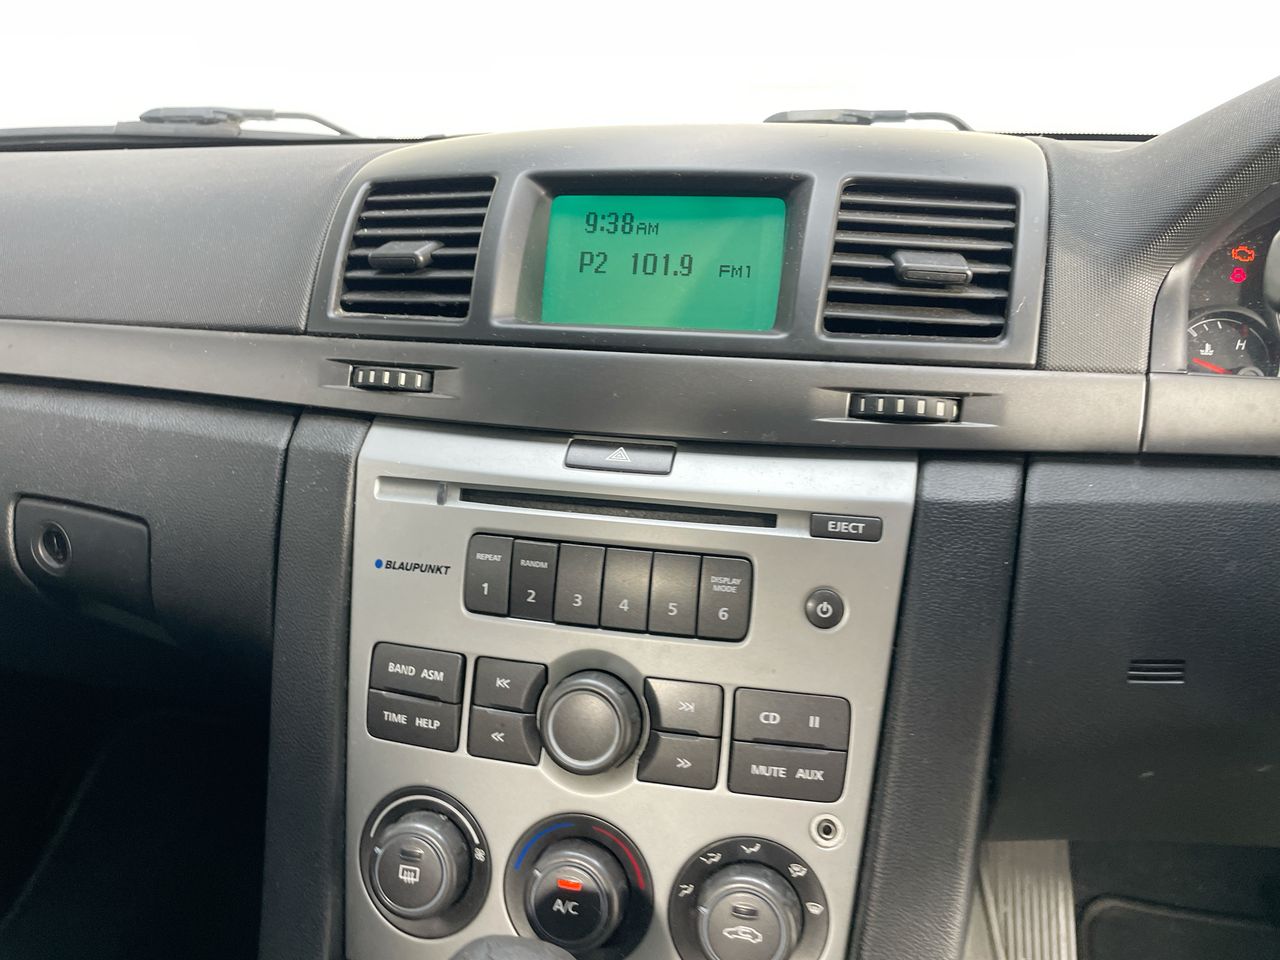 9:38AM
P2 101.9 FM1
H
EJECT
BLAUPUNKT
REPEAT
1
RANDM
2
3
4
5
DISPLAY
MODE
6
BAND ASM
TIME HELP
CD
MUTE AUX
A/C